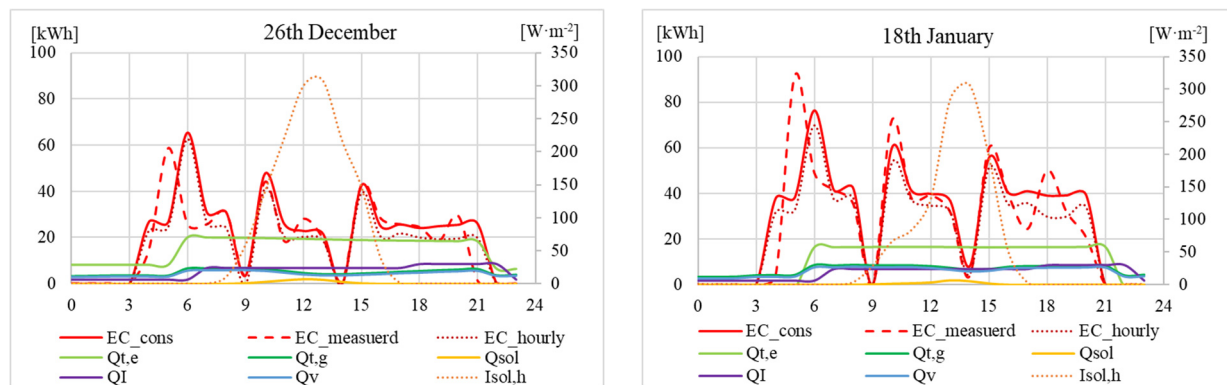 [kWh] 26th December [W·m⁻²]
100 350
80 300
60 250
40 200
20 150
0 100
50
0
0 3 6 9 12 15 18 21 24
EC_cons EC_measuerd EC_hourly
Qt,e Qt,g Qsol
QI Qv Isol,h
[kWh] 18th January [W·m⁻²]
100 350
80 300
60 250
40 200
20 150
0 100
50
0
0 3 6 9 12 15 18 21 24
EC_cons EC_measuerd EC_hourly
Qt,e Qt,g Qsol
QI Qv Isol,h